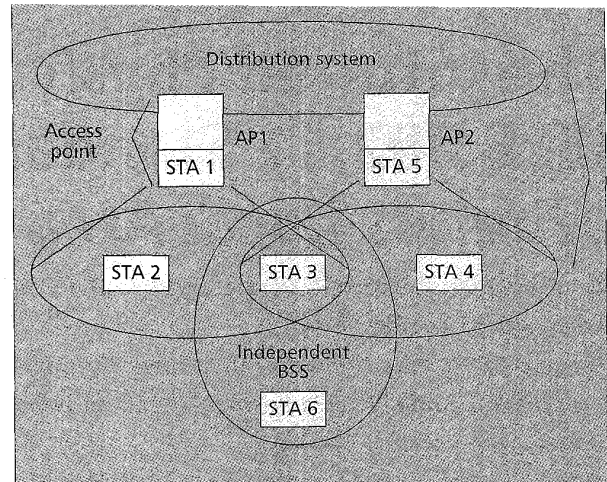 Distribution system
Access
point
AP1
AP2
STA 1
STA 5
STA 2
STA 3
STA 4
Independent
BSS
STA 6